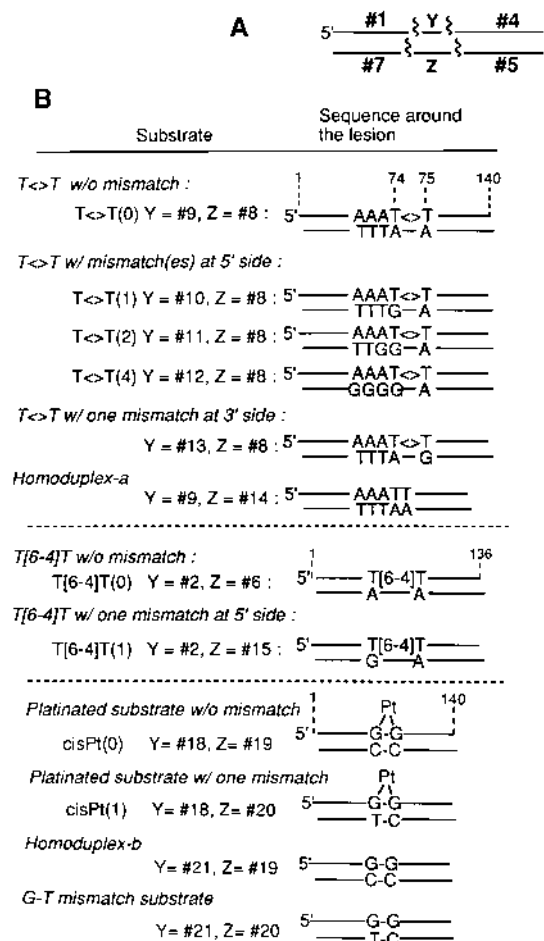 A
5' #1 Y #4
#7 Z #5
B
Substrate
Sequence around
the lesion
T<>T w/o mismatch :
1 74 75 140
T<>T(0) Y = #9, Z = #8 : 5' AAAT<>T
TTTA A
T<>T w/ mismatch(es) at 5' side :
T<>T(1) Y = #10, Z = #8 : 5' AAAT<>T
TTTG A
T<>T(2) Y = #11, Z = #8 : 5' AAAT<>T
TTGG A
T<>T(4) Y = #12, Z = #8 : 5' AAAT<>T
GGGG A
T<>T w/ one mismatch at 3' side :
Y = #13, Z = #8 : 5' AAAT<>T
TTTA G
Homoduplex-a
Y = #9, Z = #14 : 5' AAATT
TTTAA
T[6-4]T w/o mismatch :
1 136
T[6-4]T(0) Y = #2, Z = #6 : 5' T[6-4]T
A A
T[6-4]T w/ one mismatch at 5' side :
T[6-4]T(1) Y = #2, Z = #15 : 5' T[6-4]T
G A
1 140
Platinated substrate w/o mismatch
Pt
cisPt(0) Y= #18, Z= #19 5' G-G
C-C
Platinated substrate w/ one mismatch
Pt
cisPt(1) Y= #18, Z= #20 5' G-G
T-C
Homoduplex-b
Y= #21, Z= #19 5' G-G
C-C
G-T mismatch substrate
Y= #21, Z= #20 5' G-G
T-C